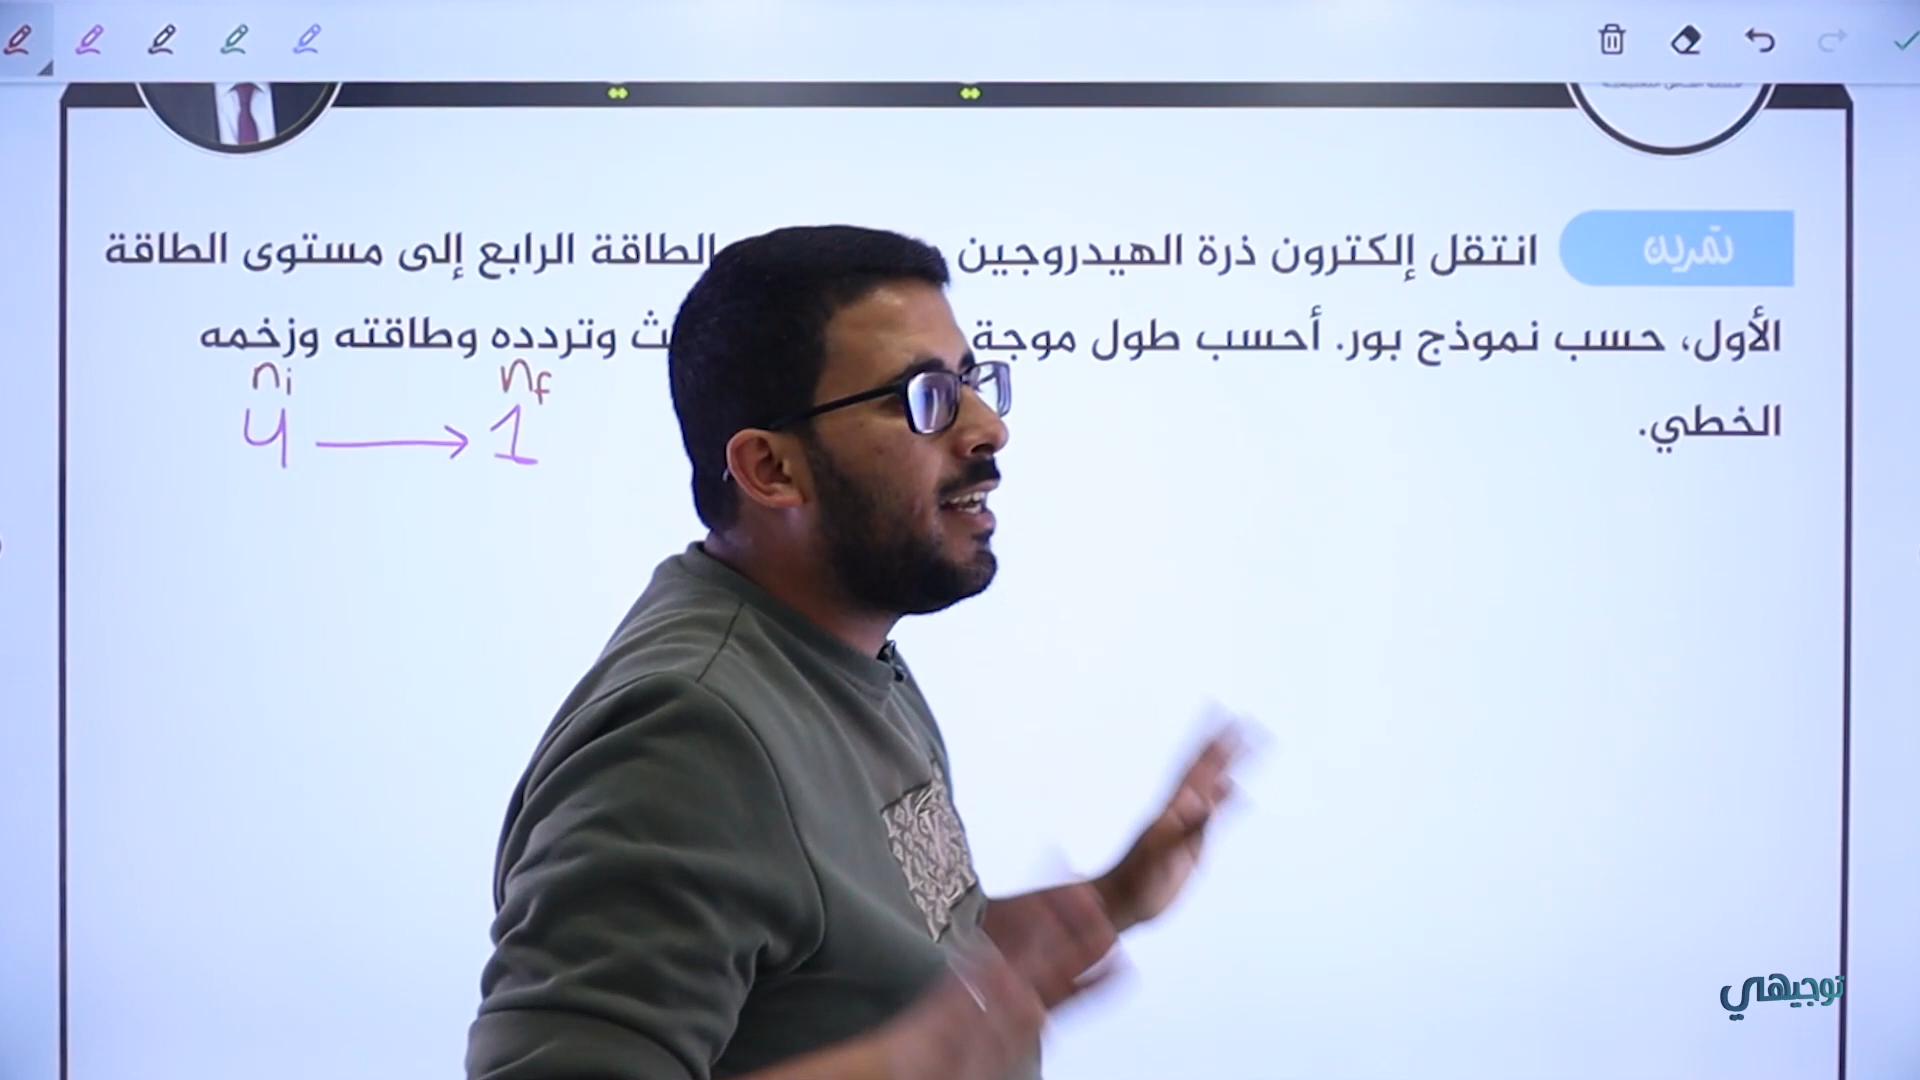 تمرين
انتقل إلكترون ذرة الهيدروجين الطاقة الرابع إلى مستوى الطاقة
الأول، حسب نموذج بور. أحسب طول موجة وتردده وطاقته وزخمه
الخطي.
ni nf
4 → 1
توجيهي